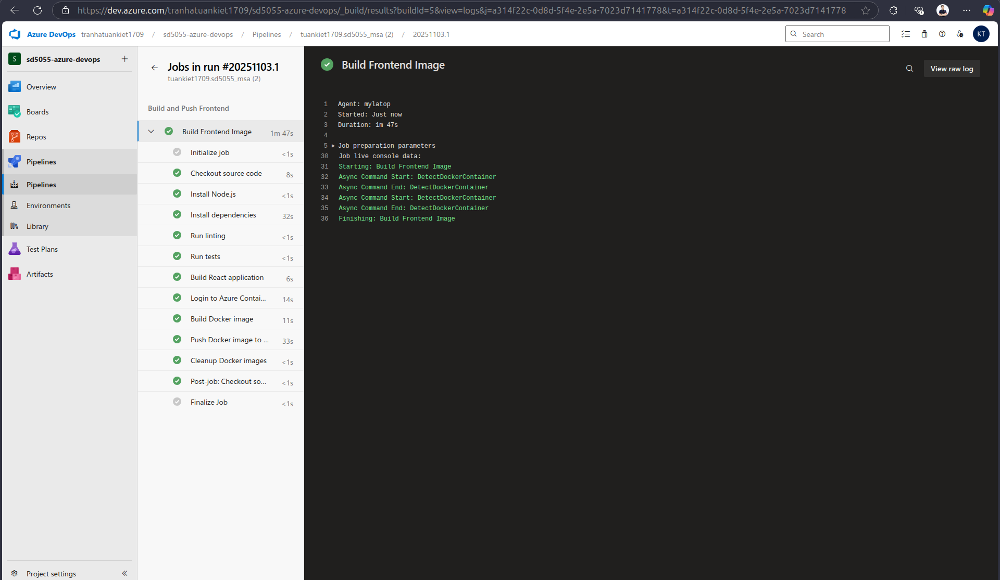 https://dev.azure.com/tranhatuankiet1709/sd5055-azure-devops/_build/results?buildId=5&view=logs&j=a314f22c-0d8d-5f4e-2e5a-7023d7141778&t=a314f22c-0d8d-5f4e-2e5a-7023d7141778
Azure DevOps tranhatuankiet1709 / sd5055-azure-devops / Pipelines / tuankiet1709.sd5055_msa (2) / 20251103.1
Search
KT
S sd5055-azure-devops
Overview
Boards
Repos
Pipelines
Pipelines
Environments
Library
Test Plans
Artifacts
Project settings
Jobs in run #20251103.1
tuankiet1709.sd5055_msa (2)
Build and Push Frontend
Build Frontend Image 1m 47s
Initialize job <1s
Checkout source code 8s
Install Node.js <1s
Install dependencies 32s
Run linting <1s
Run tests <1s
Build React application 6s
Login to Azure Contai... 14s
Build Docker image 11s
Push Docker image to ... 33s
Cleanup Docker images <1s
Post-job: Checkout so... <1s
Finalize Job <1s
Build Frontend Image
View raw log
1 Agent: mylatop
2 Started: Just now
3 Duration: 1m 47s
4
5 Job preparation parameters
30 Job live console data:
31 Starting: Build Frontend Image
32 Async Command Start: DetectDockerContainer
33 Async Command End: DetectDockerContainer
34 Async Command Start: DetectDockerContainer
35 Async Command End: DetectDockerContainer
36 Finishing: Build Frontend Image